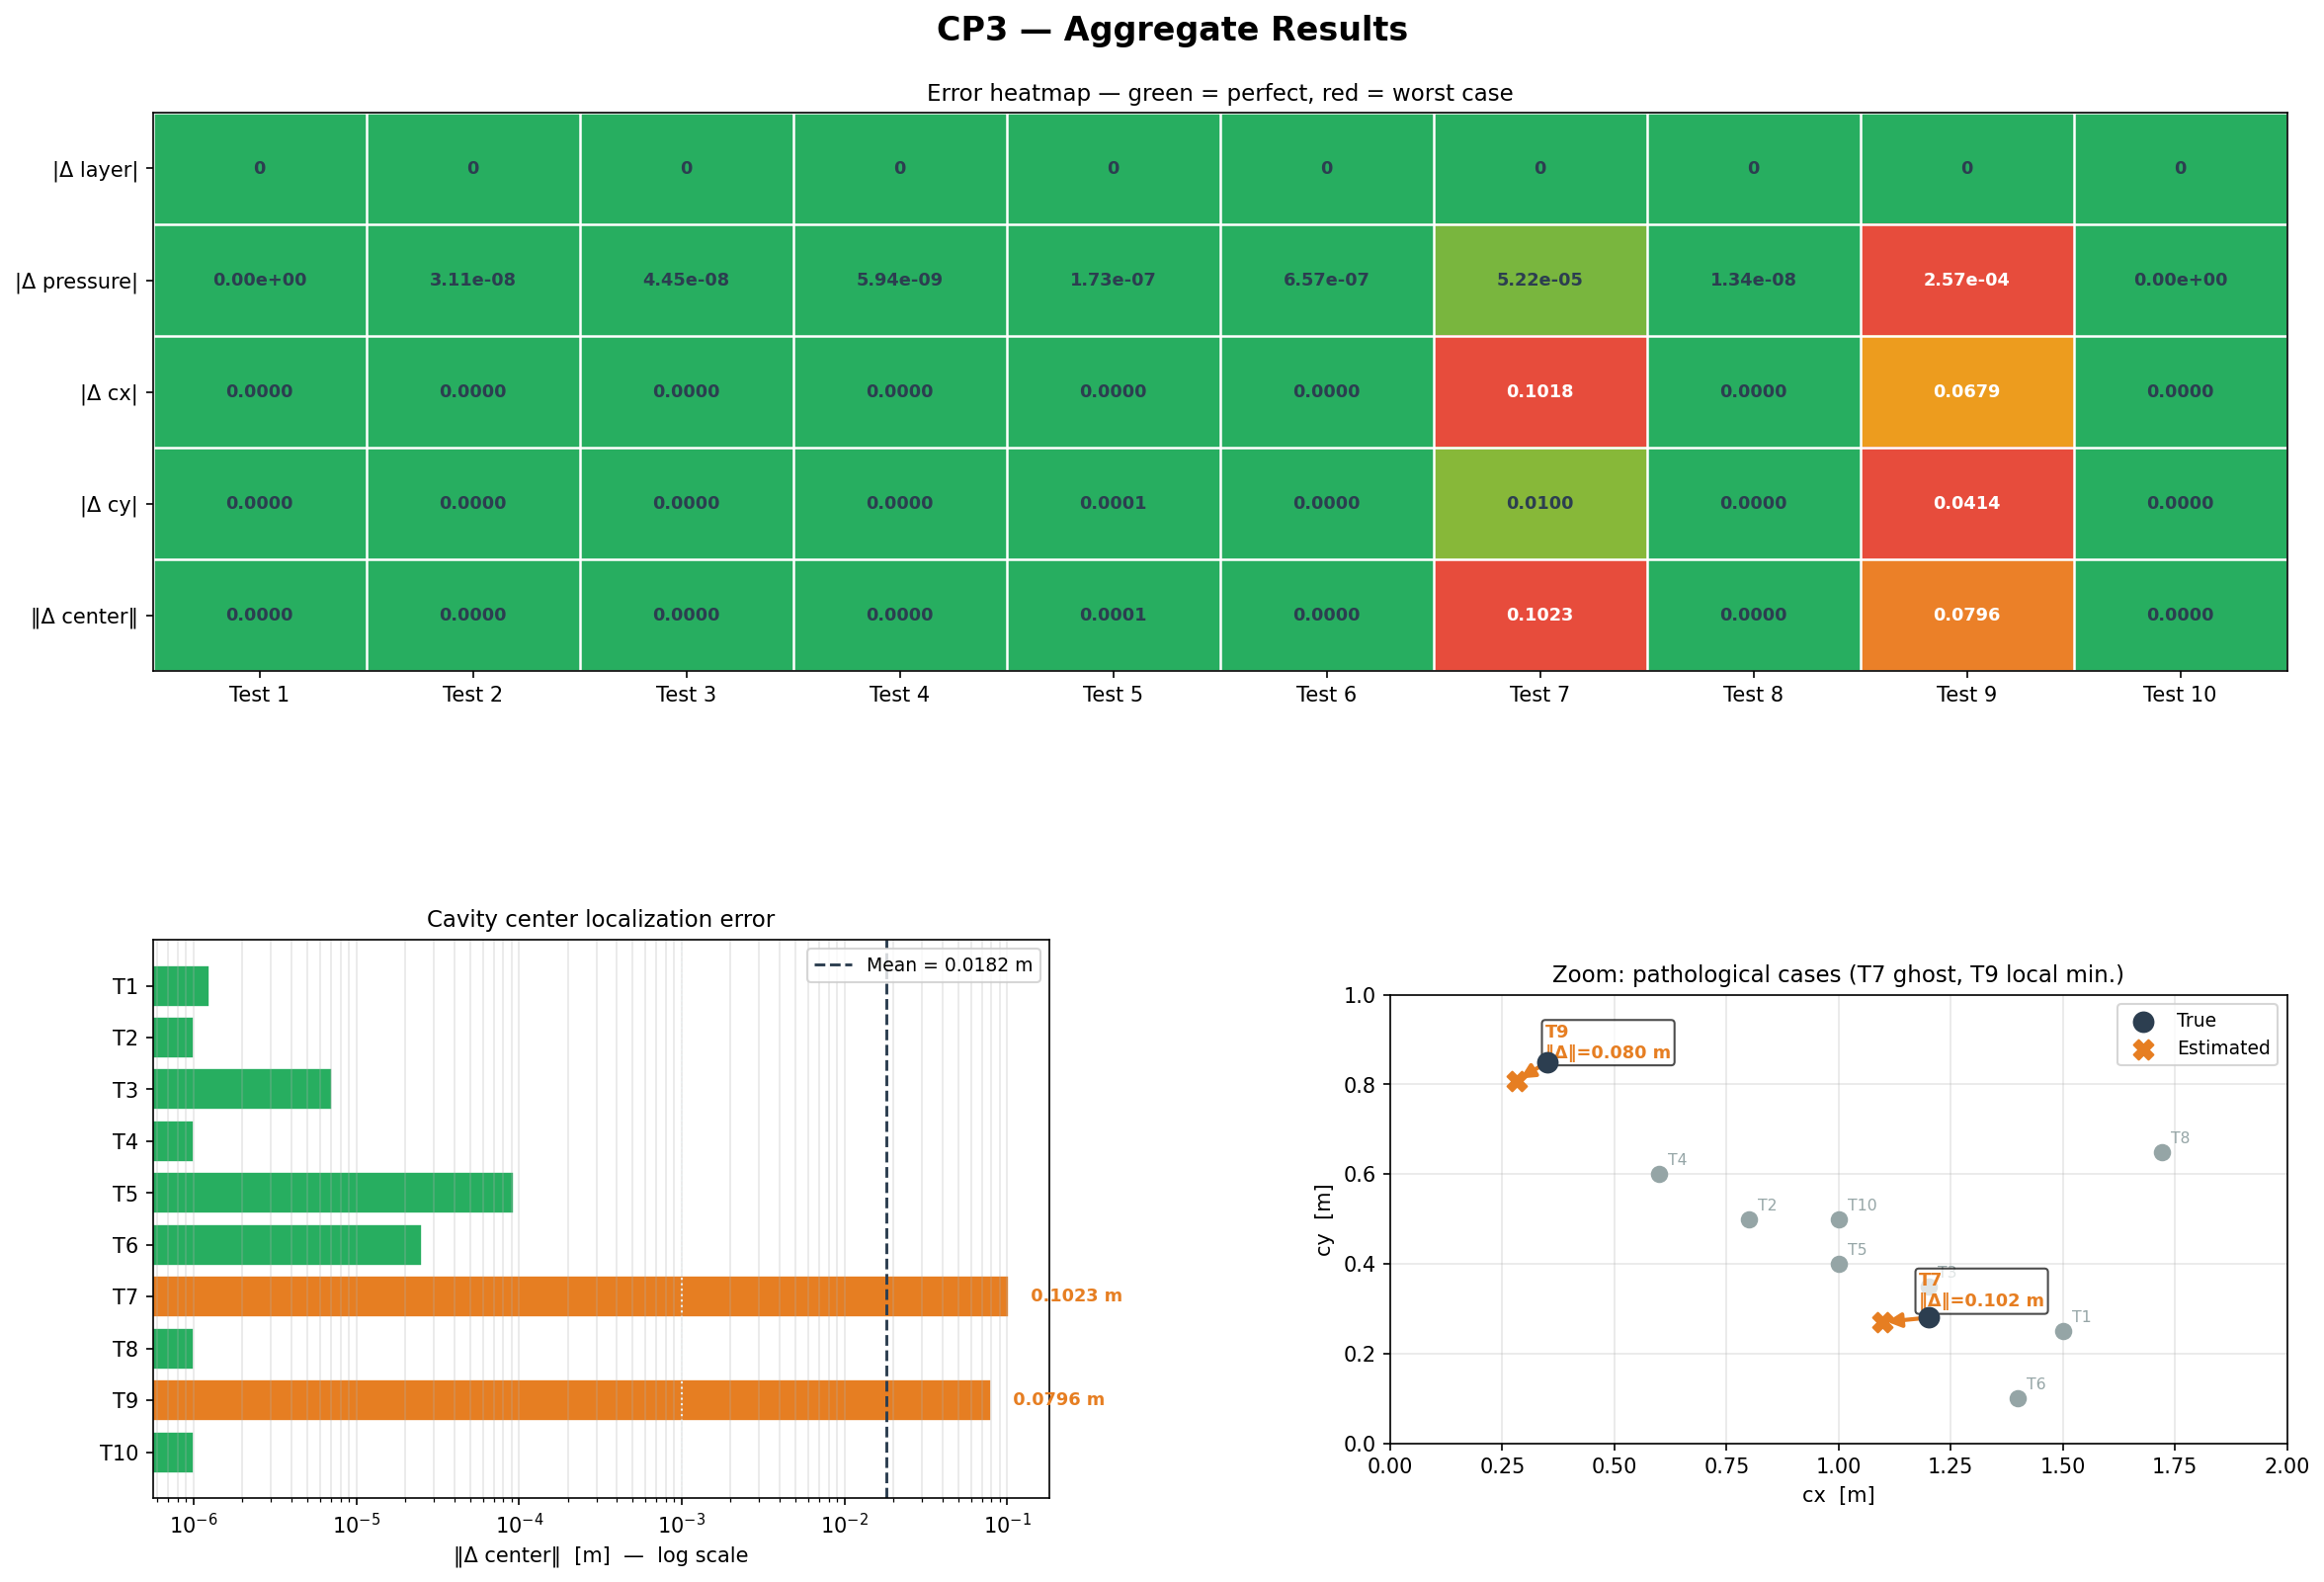 CP3 — Aggregate Results
Error heatmap — green = perfect, red = worst case
|Δ layer| 0 0 0 0 0 0 0 0 0 0
|Δ pressure| 0.00e+00 3.11e-08 4.45e-08 5.94e-09 1.73e-07 6.57e-07 5.22e-05 1.34e-08 2.57e-04 0.00e+00
|Δ cx| 0.0000 0.0000 0.0000 0.0000 0.0000 0.0000 0.1018 0.0000 0.0679 0.0000
|Δ cy| 0.0000 0.0000 0.0000 0.0000 0.0001 0.0000 0.0100 0.0000 0.0414 0.0000
‖Δ center‖ 0.0000 0.0000 0.0000 0.0000 0.0001 0.0000 0.1023 0.0000 0.0796 0.0000
Test 1 Test 2 Test 3 Test 4 Test 5 Test 6 Test 7 Test 8 Test 9 Test 10
Cavity center localization error
Mean = 0.0182 m
T1
T2
T3
T4
T5
T6
T7 0.1023 m
T8
T9 0.0796 m
T10
10⁻⁶ 10⁻⁵ 10⁻⁴ 10⁻³ 10⁻² 10⁻¹
‖Δ center‖ [m] — log scale
Zoom: pathological cases (T7 ghost, T9 local min.)
True
Estimated
cy [m]
1.0
0.8
0.6
0.4
0.2
0.0
T9
‖Δ‖=0.080 m
T8
T4
T2
T10
T5
T3
T7
‖Δ‖=0.102 m
T1
T6
0.00 0.25 0.50 0.75 1.00 1.25 1.50 1.75 2.00
cx [m]